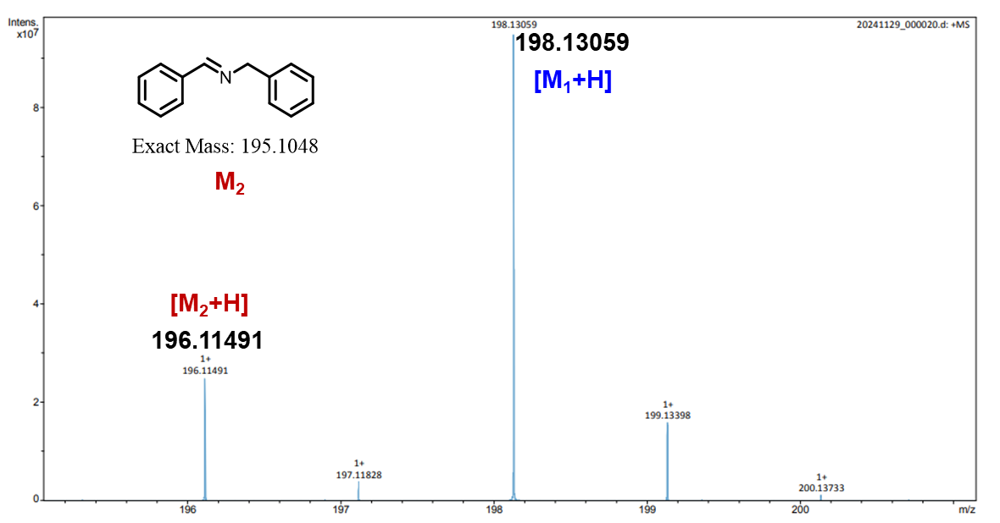 Intens.
x10⁷
198.13059
20241129_000020.d: +MS
198.13059
[M₁+H]
N
Exact Mass: 195.1048
M₂
[M₂+H]
196.11491
1+
196.11491
1+
197.11828
1+
199.13398
1+
200.13733
8
6
4
2
0
196
197
198
199
200
m/z